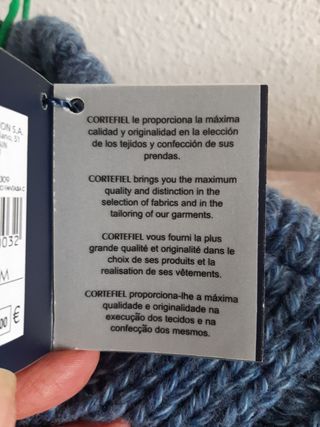 ION S.A.
CORTEFIEL le proporciona la máxima
calidad y originalidad en la elección
de los tejidos y confección de sus
prendas.
CORTEFIEL brings you the maximum
quality and distinction in the
selection of fabrics and in the
tailoring of our garments.
CORTEFIEL vous fourni la plus
grande qualité et originalité dans le
choix de ses produits et la
realisation de ses vêtements.
CORTEFIEL proporciona-lhe a máxima
qualidade e originalidade na
execução dos tecidos e na
confecção dos mesmos.
0032
M
00 €